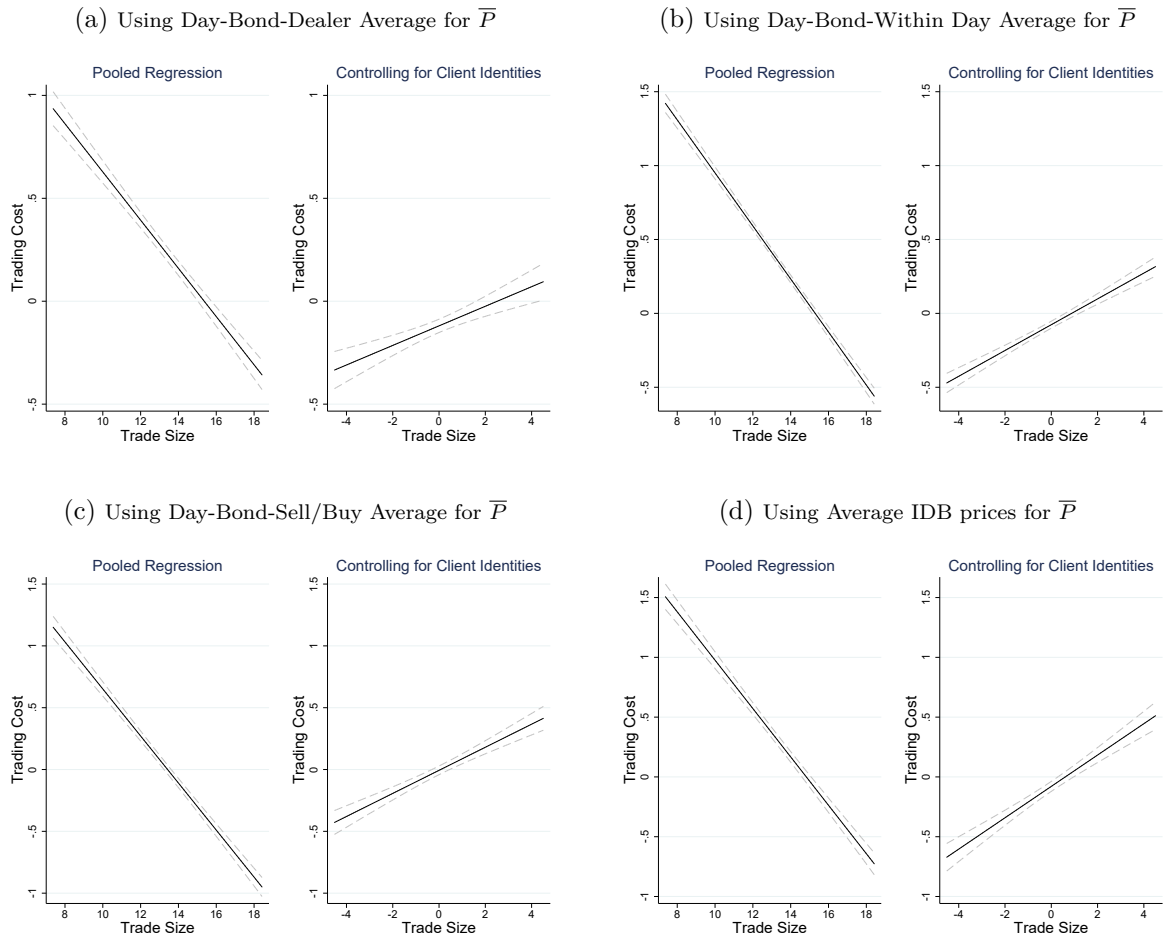 (a) Using Day-Bond-Dealer Average for P̅
Pooled Regression
Controlling for Client Identities
Trading Cost
1
.5
0
-.5
8 10 12 14 16 18
Trade Size
Trading Cost
1
.5
0
-.5
-4 -2 0 2 4
Trade Size
(b) Using Day-Bond-Within Day Average for P̅
Pooled Regression
Controlling for Client Identities
Trading Cost
1.5
1
.5
0
-.5
8 10 12 14 16 18
Trade Size
Trading Cost
1.5
1
.5
0
-.5
-4 -2 0 2 4
Trade Size
(c) Using Day-Bond-Sell/Buy Average for P̅
Pooled Regression
Controlling for Client Identities
Trading Cost
1.5
1
.5
0
-.5
-1
8 10 12 14 16 18
Trade Size
Trading Cost
1.5
1
.5
0
-.5
-1
-4 -2 0 2 4
Trade Size
(d) Using Average IDB prices for P̅
Pooled Regression
Controlling for Client Identities
Trading Cost
1.5
1
.5
0
-.5
-1
8 10 12 14 16 18
Trade Size
Trading Cost
1.5
1
.5
0
-.5
-1
-4 -2 0 2 4
Trade Size